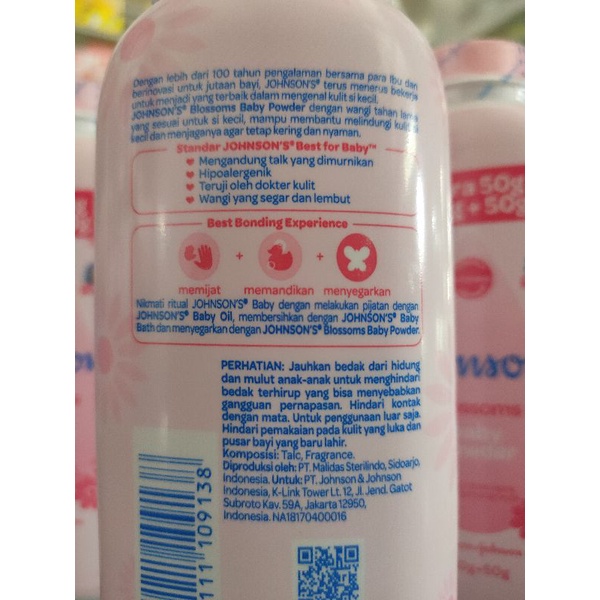 Dengan lebih dari 100 tahun pengalaman bersama para Ibu dan
berinovasi untuk jutaan bayi, JOHNSON'S® terus menerus bekerja
untuk menjadi yang terbaik dalam mengenal kulit si kecil.
JOHNSON'S® Blossoms Baby Powder dengan wangi tahan lama
yang sesuai untuk si kecil, mampu membantu melindungi kulit si
kecil dan menjaganya agar tetap kering dan nyaman.
Standar JOHNSON'S® Best for Baby™
Mengandung talk yang dimurnikan
Hipoalergenik
Teruji oleh dokter kulit
Wangi yang segar dan lembut
Best Bonding Experience
+ +
memijat memandikan menyegarkan
Nikmati ritual JOHNSON'S® Baby dengan melakukan pijatan dengan
JOHNSON'S® Baby Oil, membersihkan dengan JOHNSON'S® Baby
Bath dan menyegarkan dengan JOHNSON'S® Blossoms Baby Powder.
PERHATIAN: Jauhkan bedak dari hidung
dan mulut anak-anak untuk menghindari
bedak terhirup yang bisa menyebabkan
gangguan pernapasan. Hindari kontak
dengan mata. Untuk penggunaan luar saja.
Hindari pemakaian pada kulit yang luka dan
pusar bayi yang baru lahir.
Komposisi: Talc, Fragrance.
Diproduksi oleh: PT. Malidas Sterilindo, Sidoarjo,
Indonesia. Untuk: PT. Johnson & Johnson
Indonesia, K-Link Tower Lt. 12, Jl. Jend. Gatot
Subroto Kav. 59A, Jakarta 12950,
Indonesia. NA18170400016
111109138
ra 50g
+ 50g
nso
ossoms